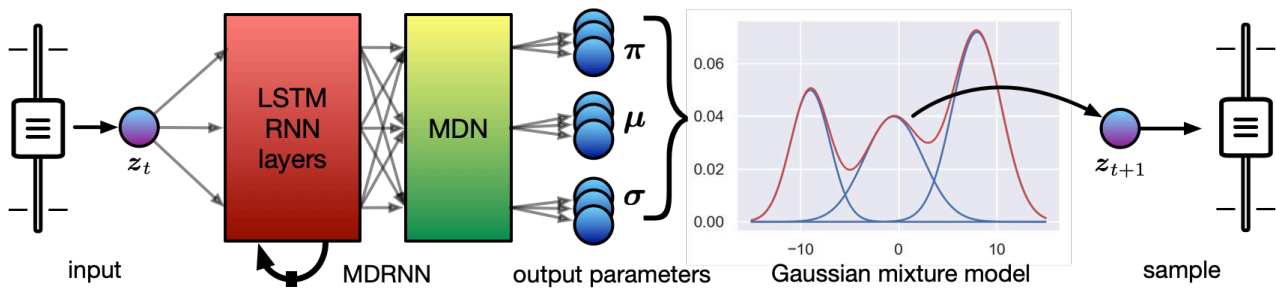 z_t
LSTM
RNN
layers
MDN
π
μ
σ
0.06
0.04
0.02
0.00
−10
0
10
z_{t+1}
input
MDRNN
output parameters
Gaussian mixture model
sample